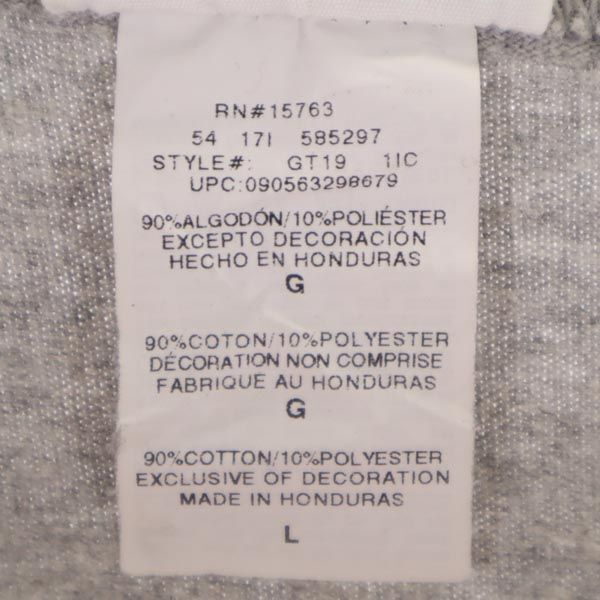 RN#15763
54 17I 585297
STYLE#: GT19 1IC
UPC:090563298679
90%ALGODÓN/10%POLIÉSTER
EXCEPTO DECORACIÓN
HECHO EN HONDURAS
G
90%COTON/10%POLYESTER
DÉCORATION NON COMPRISE
FABRIQUE AU HONDURAS
G
90%COTTON/10%POLYESTER
EXCLUSIVE OF DECORATION
MADE IN HONDURAS
L